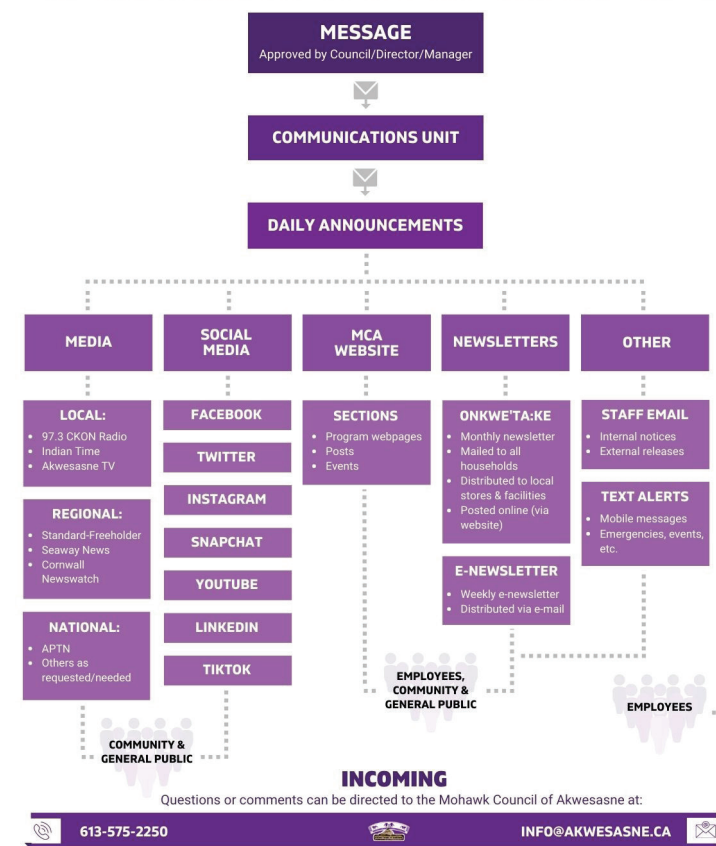 MESSAGE
Approved by Council/Director/Manager
COMMUNICATIONS UNIT
DAILY ANNOUNCEMENTS
MEDIA
LOCAL:
• 97.3 CKON Radio
• Indian Time
• Akwesasne TV
REGIONAL:
• Standard-Freeholder
• Seaway News
• Cornwall
Newswatch
NATIONAL:
• APTN
• Others as
requested/needed
SOCIAL
MEDIA
FACEBOOK
TWITTER
INSTAGRAM
SNAPCHAT
YOUTUBE
LINKEDIN
TIKTOK
COMMUNITY &
GENERAL PUBLIC
MCA
WEBSITE
SECTIONS
• Program webpages
• Posts
• Events
NEWSLETTERS
ONKWE'TA:KE
• Monthly newsletter
• Mailed to all
households
• Distributed to local
stores & facilities
• Posted online (via
website)
E-NEWSLETTER
• Weekly e-newsletter
• Distributed via e-mail
EMPLOYEES,
COMMUNITY &
GENERAL PUBLIC
OTHER
STAFF EMAIL
• Internal notices
• External releases
TEXT ALERTS
• Mobile messages
• Emergencies, events,
etc.
EMPLOYEES
INCOMING
Questions or comments can be directed to the Mohawk Council of Akwesasne at:
613-575-2250
INFO@AKWESASNE.CA